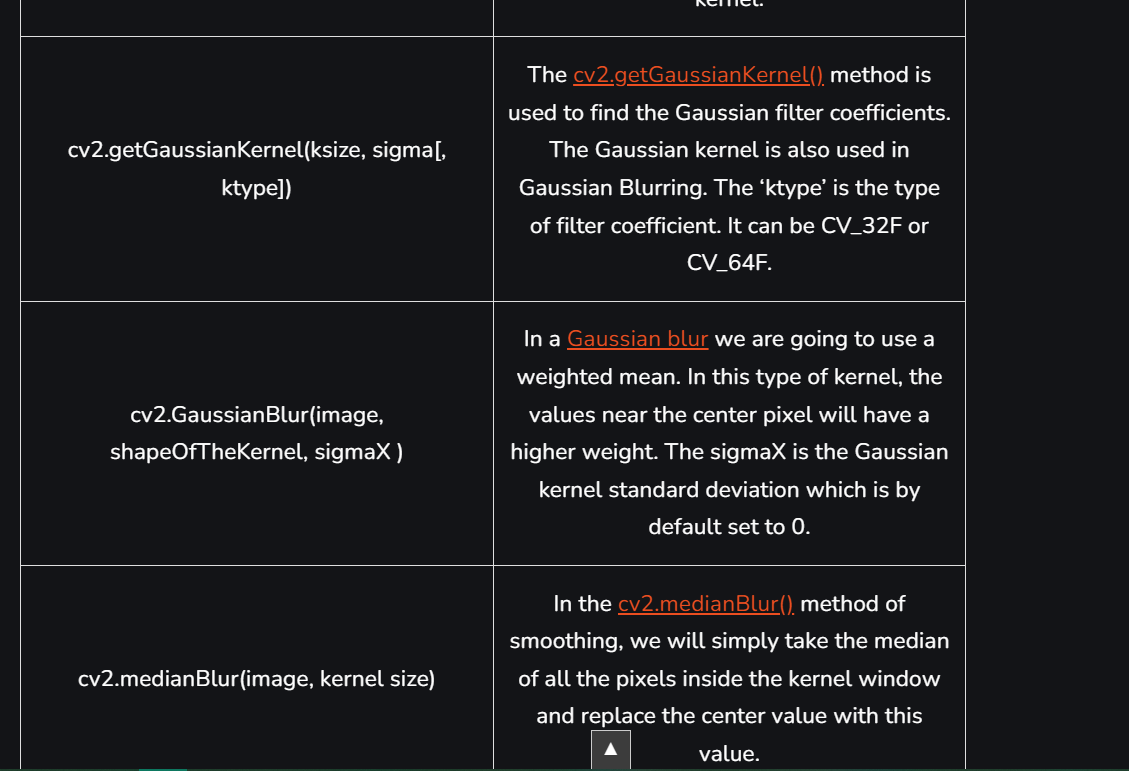 kernel.
cv2.getGaussianKernel(ksize, sigma[,
ktype])
The cv2.getGaussianKernel() method is
used to find the Gaussian filter coefficients.
The Gaussian kernel is also used in
Gaussian Blurring. The ‘ktype’ is the type
of filter coefficient. It can be CV_32F or
CV_64F.
cv2.GaussianBlur(image,
shapeOfTheKernel, sigmaX )
In a Gaussian blur we are going to use a
weighted mean. In this type of kernel, the
values near the center pixel will have a
higher weight. The sigmaX is the Gaussian
kernel standard deviation which is by
default set to 0.
cv2.medianBlur(image, kernel size)
In the cv2.medianBlur() method of
smoothing, we will simply take the median
of all the pixels inside the kernel window
and replace the center value with this
value.